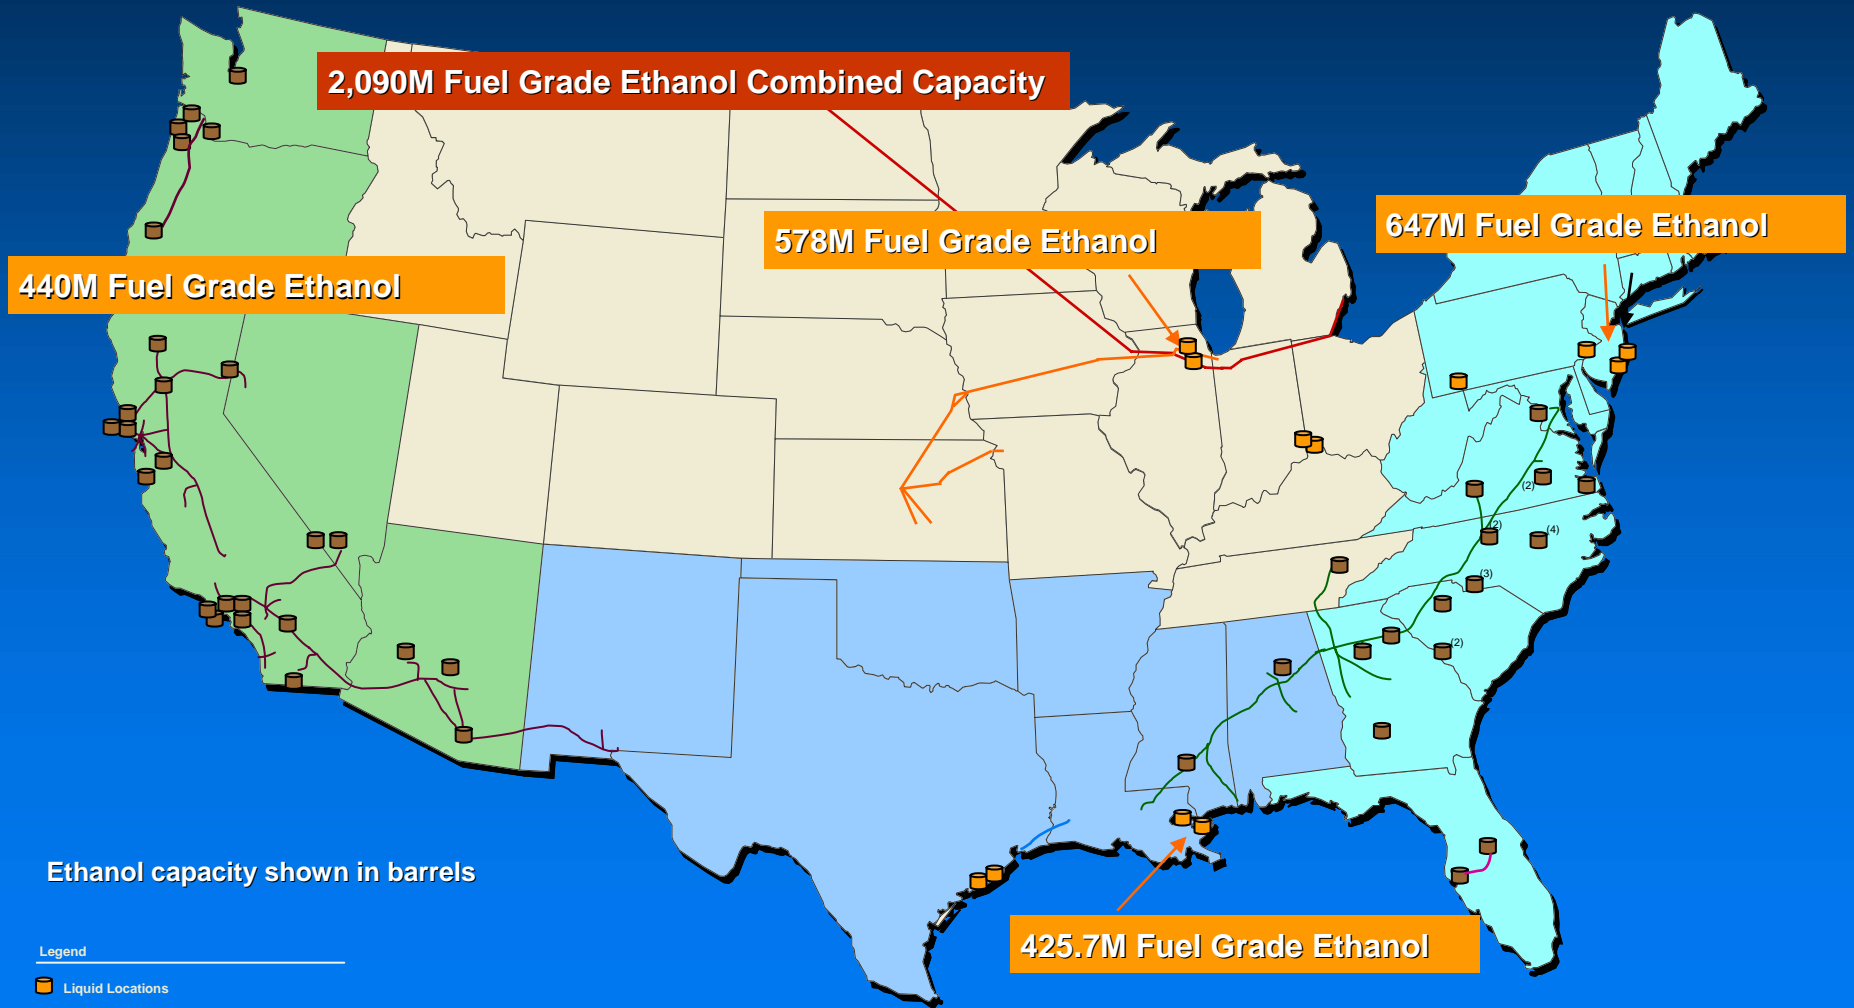 2,090M Fuel Grade Ethanol Combined Capacity
647M Fuel Grade Ethanol
578M Fuel Grade Ethanol
440M Fuel Grade Ethanol
(2)
(2)
(4)
(3)
(2)
Ethanol capacity shown in barrels
425.7M Fuel Grade Ethanol
Legend
Liquid Locations